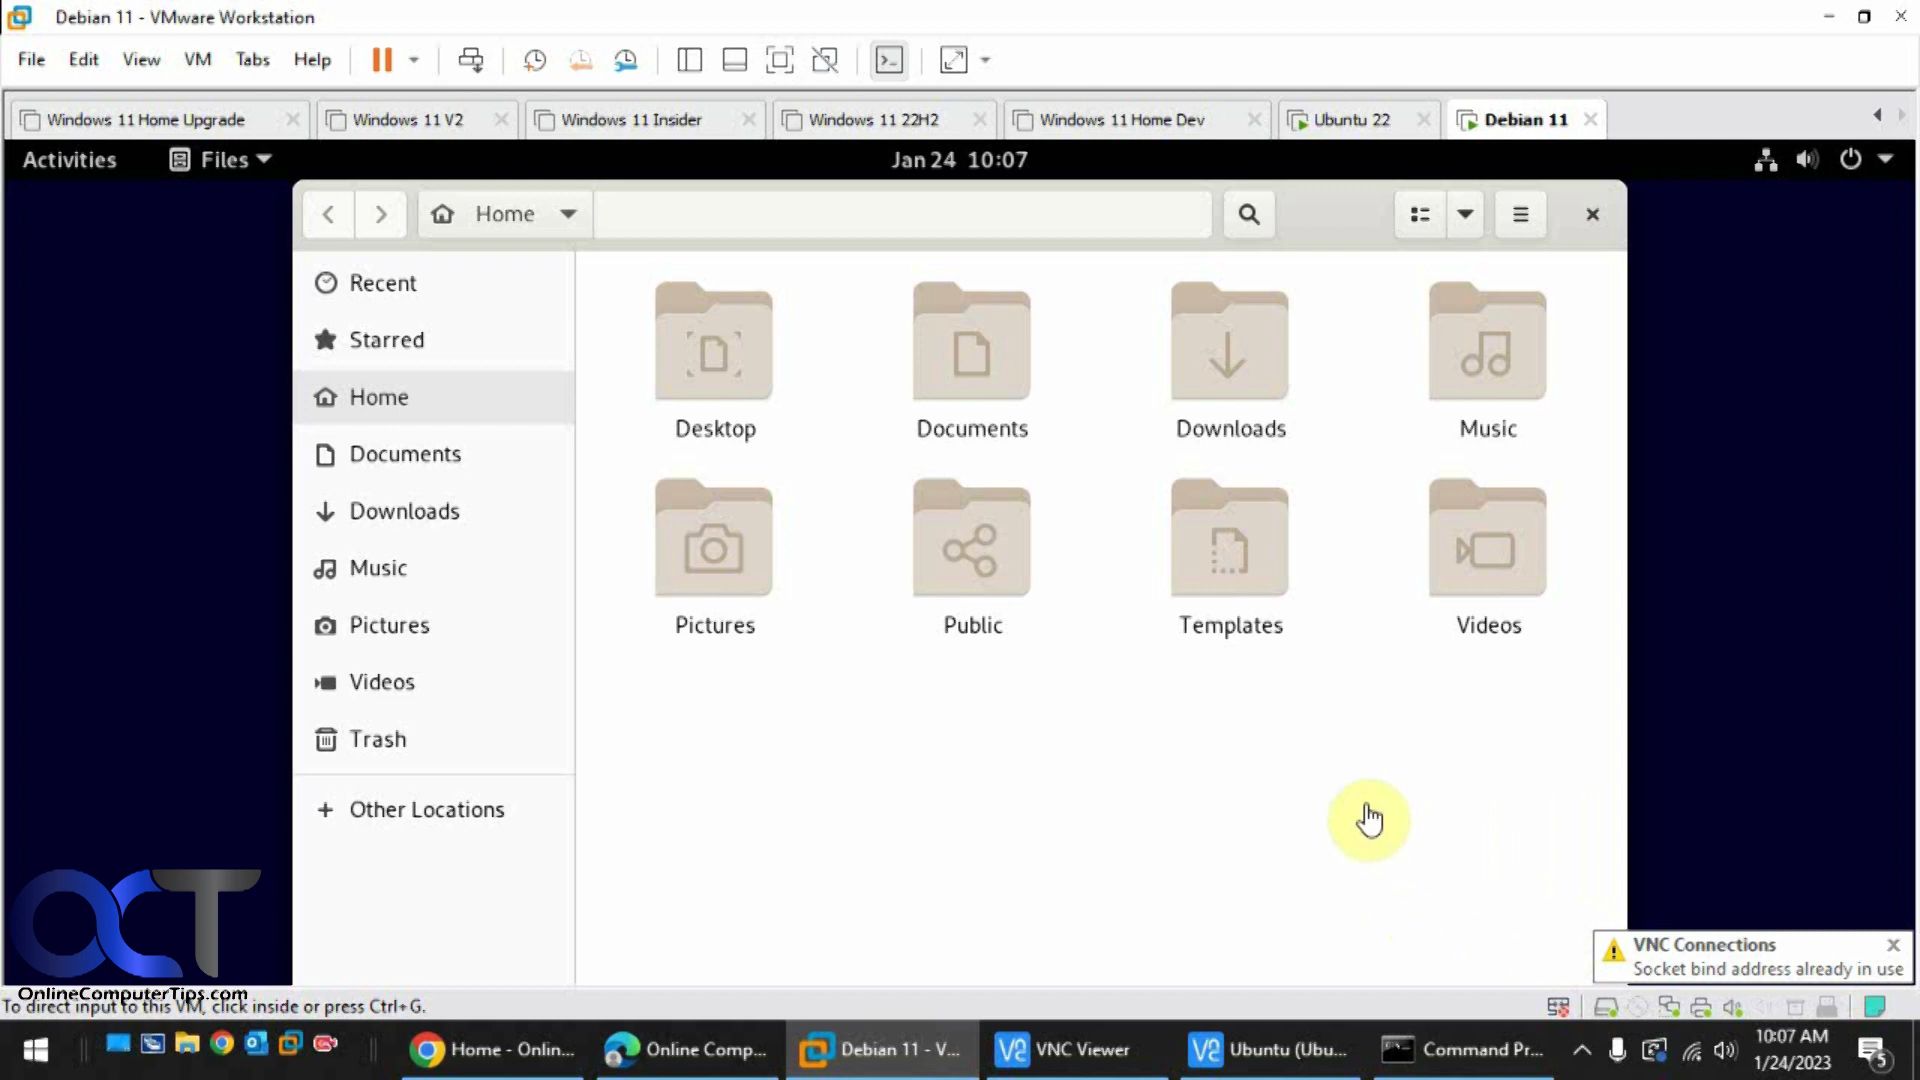 Debian 11 - VMware Workstation
File Edit View VM Tabs Help
Windows 11 Home Upgrade Windows 11 V2 Windows 11 Insider Windows 11 22H2 Windows 11 Home Dev Ubuntu 22 Debian 11
Activities Files Jan 24 10:07
Home
Recent
Starred
Home
Documents
Downloads
Music
Pictures
Videos
Trash
+ Other Locations
Desktop Documents Downloads Music
Pictures Public Templates Videos
VNC Connections
Socket bind address already in use
OCT
OnlineComputerTips.com
To direct input to this VM, click inside or press Ctrl+G.
Home - Onlin... Online Comp... Debian 11 - V... VNC Viewer Ubuntu (Ubu... Command Pr...
10:07 AM
1/24/2023
5